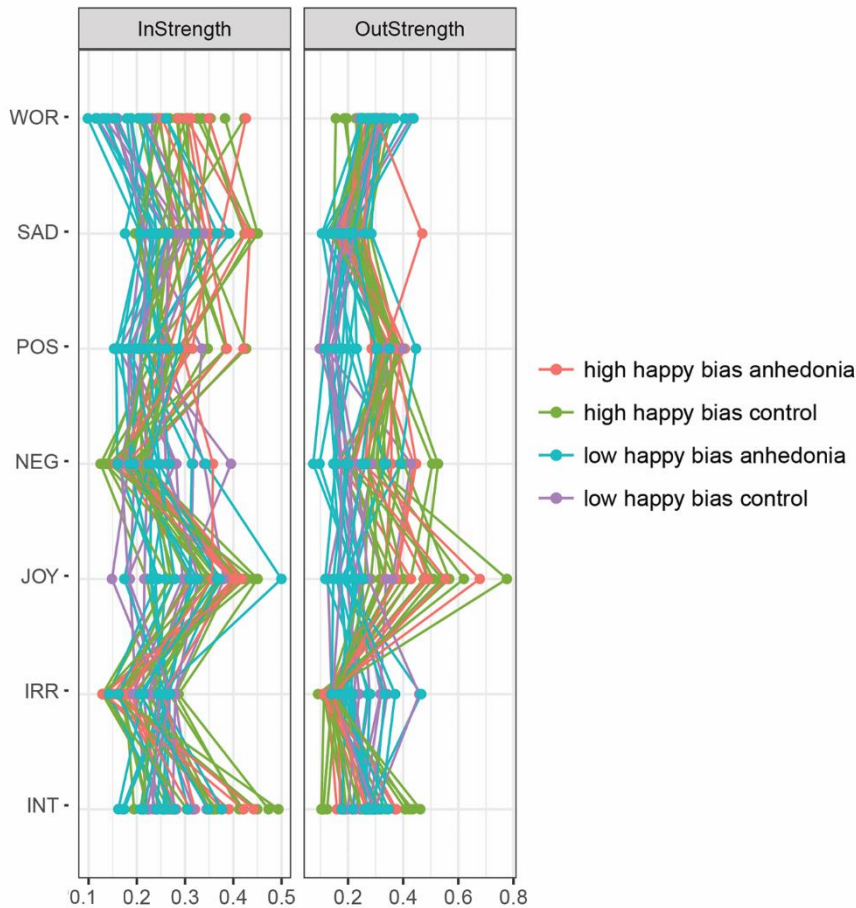 InStrength
OutStrength
WOR
SAD
POS
NEG
JOY
IRR
INT
0.1 0.2 0.3 0.4 0.5
0.2 0.4 0.6 0.8
high happy bias anhedonia
high happy bias control
low happy bias anhedonia
low happy bias control